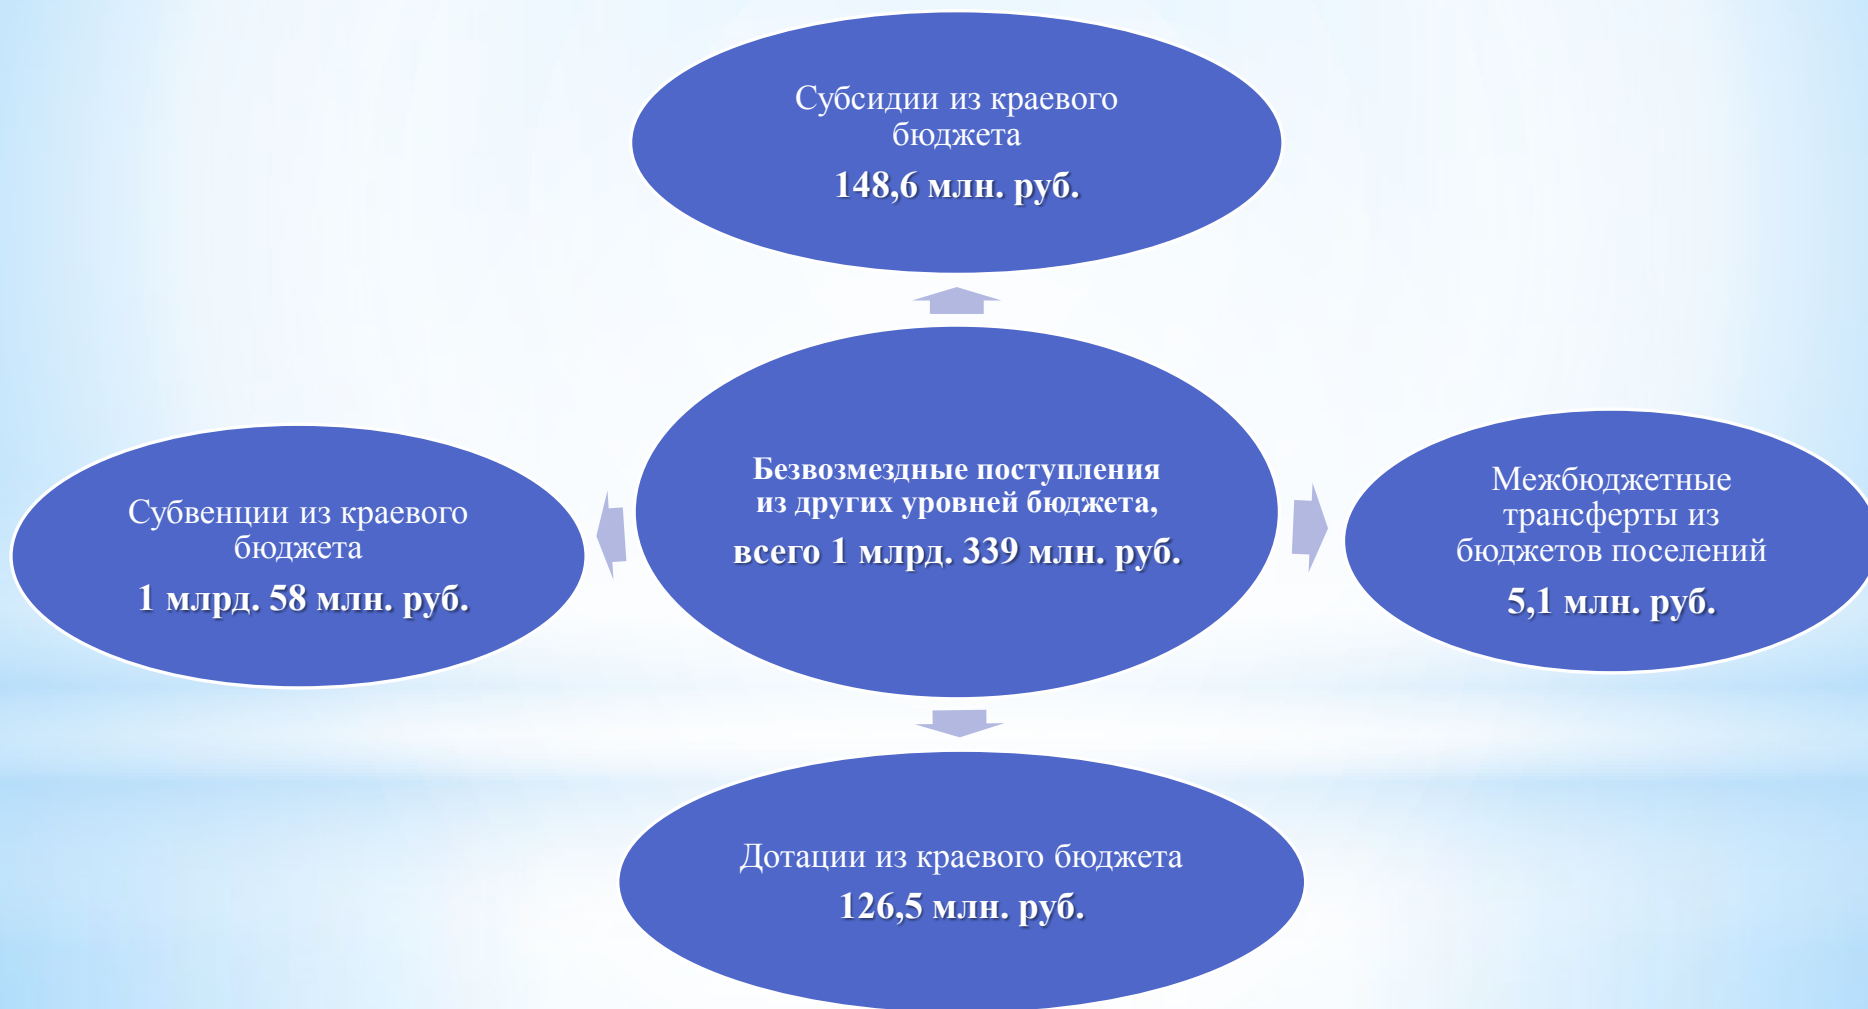 Субсидии из краевого
бюджета
148,6 млн. руб.
Безвозмездные поступления
из других уровней бюджета,
всего 1 млрд. 339 млн. руб.
Субвенции из краевого
бюджета
1 млрд. 58 млн. руб.
Межбюджетные
трансферты из
бюджетов поселений
5,1 млн. руб.
Дотации из краевого бюджета
126,5 млн. руб.